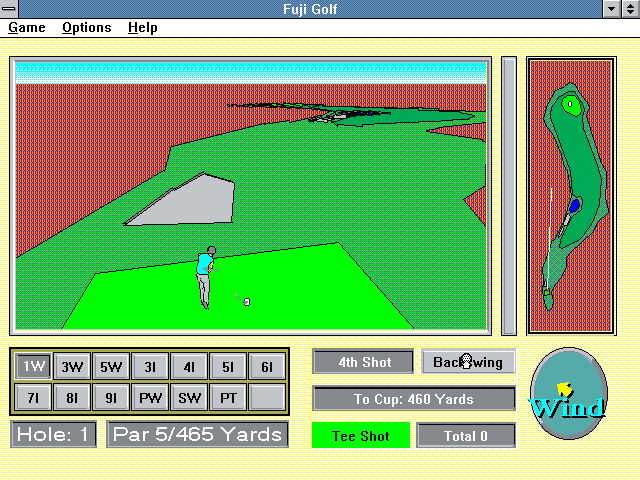 Fuji Golf
Game Options Help
1W 3W 5W 3I 4I 5I 6I
7I 8I 9I PW SW PT
Hole: 1 Par 5/465 Yards
4th Shot Backswing
To Cup: 460 Yards
Tee Shot Total 0
Wind